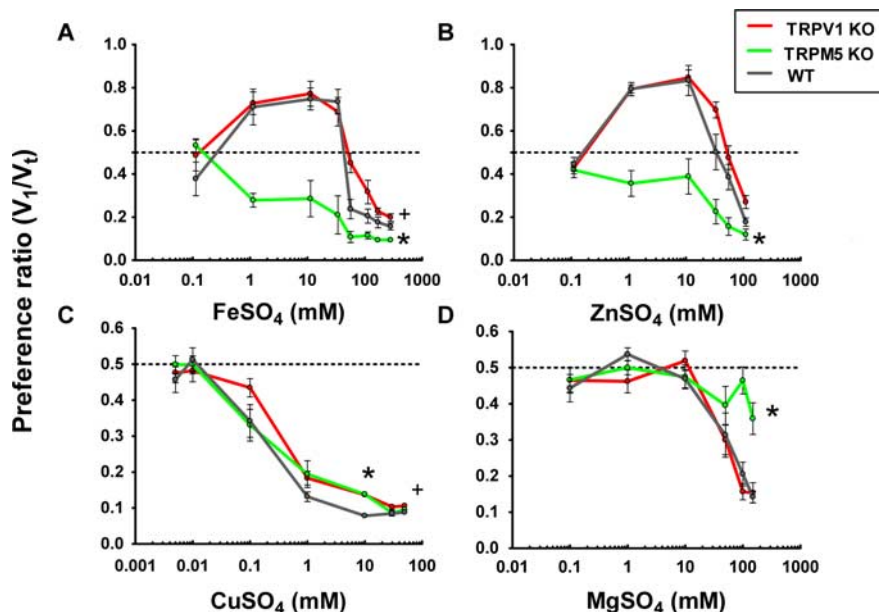 TRPV1 KO
TRPM5 KO
WT
Preference ratio (V1/Vt)
A
1.0
0.8
0.6
0.4
0.2
0.0
0.01 0.1 1 10 100 1000
FeSO4 (mM)
+
*
B
1.0
0.8
0.6
0.4
0.2
0.0
0.01 0.1 1 10 100 1000
ZnSO4 (mM)
*
C
0.6
0.5
0.4
0.3
0.2
0.1
0.0
0.001 0.01 0.1 1 10 100
CuSO4 (mM)
*
+
D
0.6
0.5
0.4
0.3
0.2
0.1
0.0
0.01 0.1 1 10 100 1000
MgSO4 (mM)
*